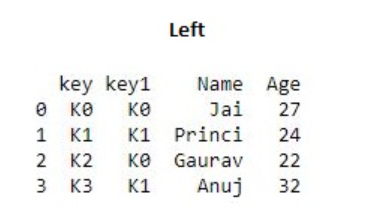 Left
key key1 Name Age
0 K0 K0 Jai 27
1 K1 K1 Princi 24
2 K2 K0 Gaurav 22
3 K3 K1 Anuj 32